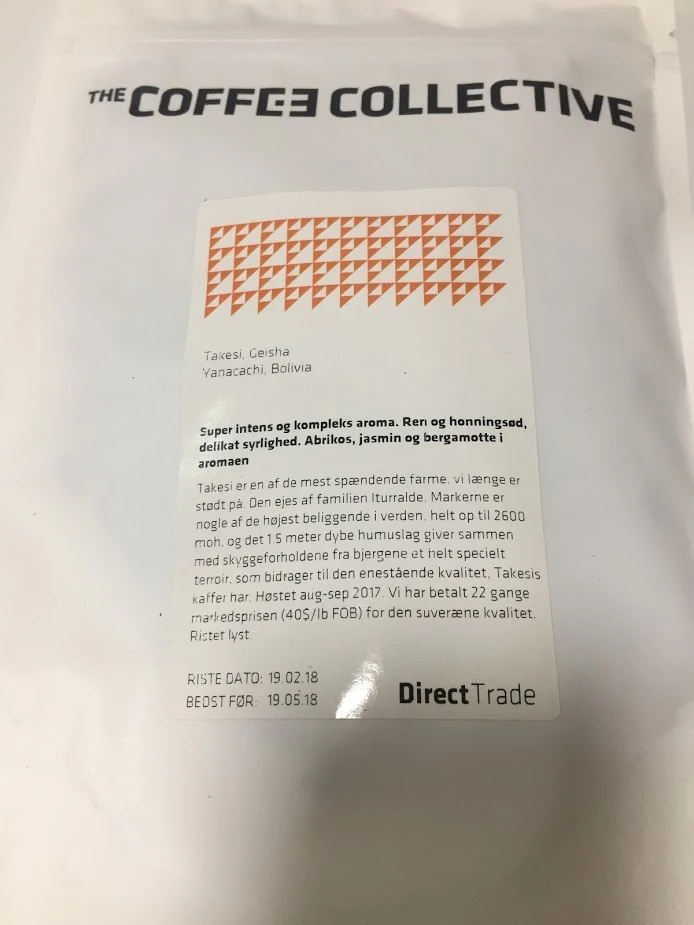 THE COFFEE COLLECTIVE
Takesi, Geisha
Yanacachi, Bolivia
Super intens og kompleks aroma. Ren og honningsød,
delikat syrlighed. Abrikos, jasmin og bergamotte i
aromaen
Takesi er en af de mest spændende farme, vi længe er
stødt på. Den ejes af familien Iturralde. Markerne er
nogle af de højest beliggende i verden, helt op til 2600
moh, og det 1.5 meter dybe humuslag giver sammen
med skyggeforholdene fra bjergene et helt specielt
terroir, som bidrager til den enestående kvalitet, Takesis
kaffer har. Høstet aug-sep 2017. Vi har betalt 22 gange
markedsprisen (40$/lb FOB) for den suveræne kvalitet.
Ristet lyst.
RISTE DATO: 19.02.18
BEDST FØR: 19.05.18
DirectTrade